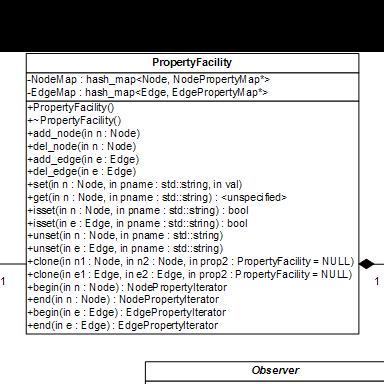 PropertyFacility
-NodeMap : hash_map<Node, NodePropertyMap*>
-EdgeMap : hash_map<Edge, EdgePropertyMap*>
+PropertyFacility()
+~PropertyFacility()
+add_node(in n : Node)
+del_node(in n : Node)
+add_edge(in e : Edge)
+del_edge(in e : Edge)
+set(in n : Node, in pname : std::string, in val)
+get(in n : Node, in pname : std::string) : <unspecified>
+isset(in n : Node, in pname : std::string) : bool
+isset(in e : Edge, in pname : std::string) : bool
+unset(in n : Node, in pname : std::string)
+unset(in e : Edge, in pname : std::string)
+clone(in n1 : Node, in n2 : Node, in prop2 : PropertyFacility = NULL)
+clone(in e1 : Edge, in e2 : Edge, in prop2 : PropertyFacility = NULL)
+begin(in n : Node) : NodePropertyIterator
+end(in n : Node) : NodePropertyIterator
+begin(in e : Edge) : EdgePropertyIterator
+end(in e : Edge) : EdgePropertyIterator
1
1
Observer